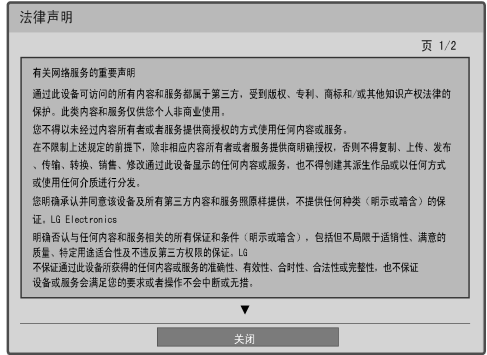 法律声明
页 1/2
有关网络服务的重要声明
通过此设备可访问的所有内容和服务都属于第三方，受到版权、专利、商标和/或其他知识产权法律的
保护。此类内容和服务仅供您个人非商业使用。
您不得以未经过内容所有者或者服务提供商授权的方式使用任何内容或服务。
在不限制上述规定的前提下，除非相应内容所有者或者服务提供商明确授权，否则不得复制、上传、发布
、传输、转换、销售、修改通过此设备显示的任何内容或服务，也不得创建其派生作品或以任何方式
或使用任何介质进行分发。
您明确承认并同意该设备及所有第三方内容和服务照原样提供，不提供任何种类（明示或暗含）的保
证。LG Electronics
明确否认与任何内容和服务相关的所有保证和条件（明示或暗含），包括但不局限于适销性、满意的
质量、特定用途适合性及不违反第三方权限的保证。LG
不保证通过此设备所获得的任何内容或服务的准确性、有效性、合时性、合法性或完整性，也不保证
设备或服务会满足您的要求或者操作不会中断或无措。
▼
关闭